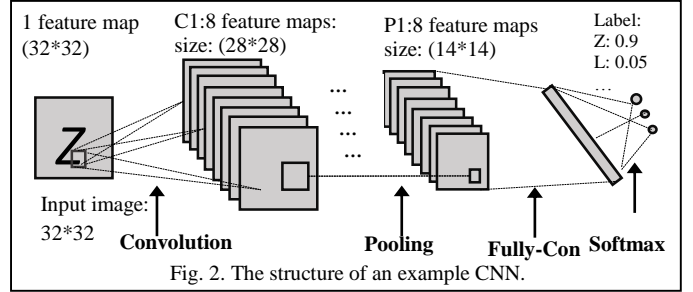 1 feature map
(32*32)
C1:8 feature maps:
size: (28*28)
P1:8 feature maps
size: (14*14)
Label:
Z: 0.9
L: 0.05
...
...
...
...
...
Z
Input image:
32*32
Convolution
Pooling
Fully-Con
Softmax
Fig. 2. The structure of an example CNN.